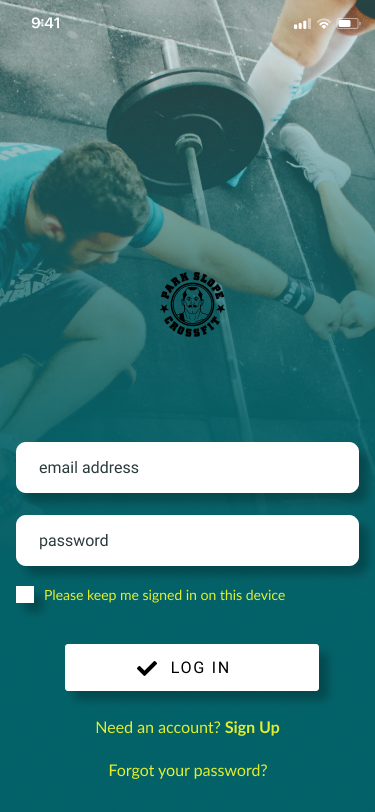 9:41
PARK SLOPE
CROSSFIT
email address
password
Please keep me signed in on this device
LOG IN
Need an account? Sign Up
Forgot your password?